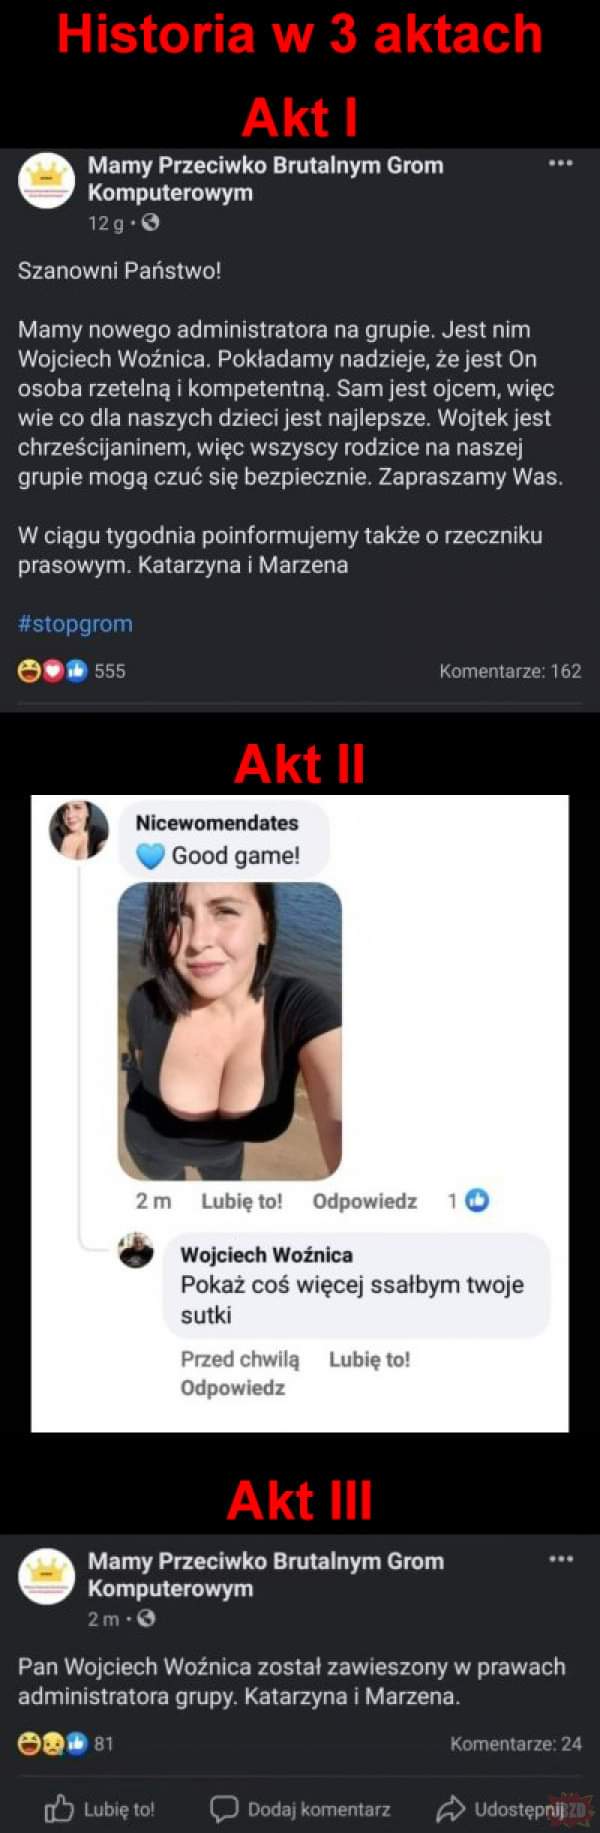 Historia w 3 aktach
Akt I
Mamy Przeciwko Brutalnym Grom
Komputerowym
12 g
Szanowni Państwo!
Mamy nowego administratora na grupie. Jest nim
Wojciech Woźnica. Pokładamy nadzieje, że jest On
osoba rzetelną i kompetentną. Sam jest ojcem, więc
wie co dla naszych dzieci jest najlepsze. Wojtek jest
chrześcijaninem, więc wszyscy rodzice na naszej
grupie mogą czuć się bezpiecznie. Zapraszamy Was.
W ciągu tygodnia poinformujemy także o rzeczniku
prasowym. Katarzyna i Marzena
#stopgrom
555 Komentarze: 162
Akt II
Nicewomendates
Good game!
2 m Lubię to! Odpowiedz 1
Wojciech Woźnica
Pokaż coś więcej ssałbym twoje
sutki
Przed chwilą Lubię to!
Odpowiedz
Akt III
Mamy Przeciwko Brutalnym Grom
Komputerowym
2 m
Pan Wojciech Woźnica został zawieszony w prawach
administratora grupy. Katarzyna i Marzena.
81 Komentarze: 24
Lubię to! Dodaj komentarz Udostępnij